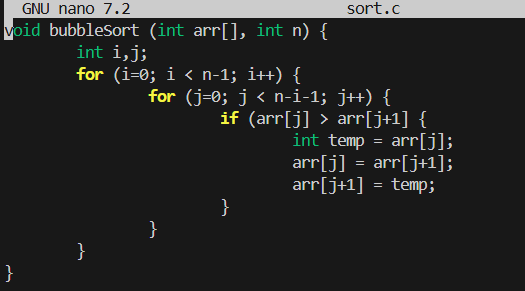 GNU nano 7.2 sort.c
void bubbleSort (int arr[], int n) {
int i,j;
for (i=0; i < n-1; i++) {
for (j=0; j < n-i-1; j++) {
if (arr[j] > arr[j+1] {
int temp = arr[j];
arr[j] = arr[j+1];
arr[j+1] = temp;
}
}
}
}